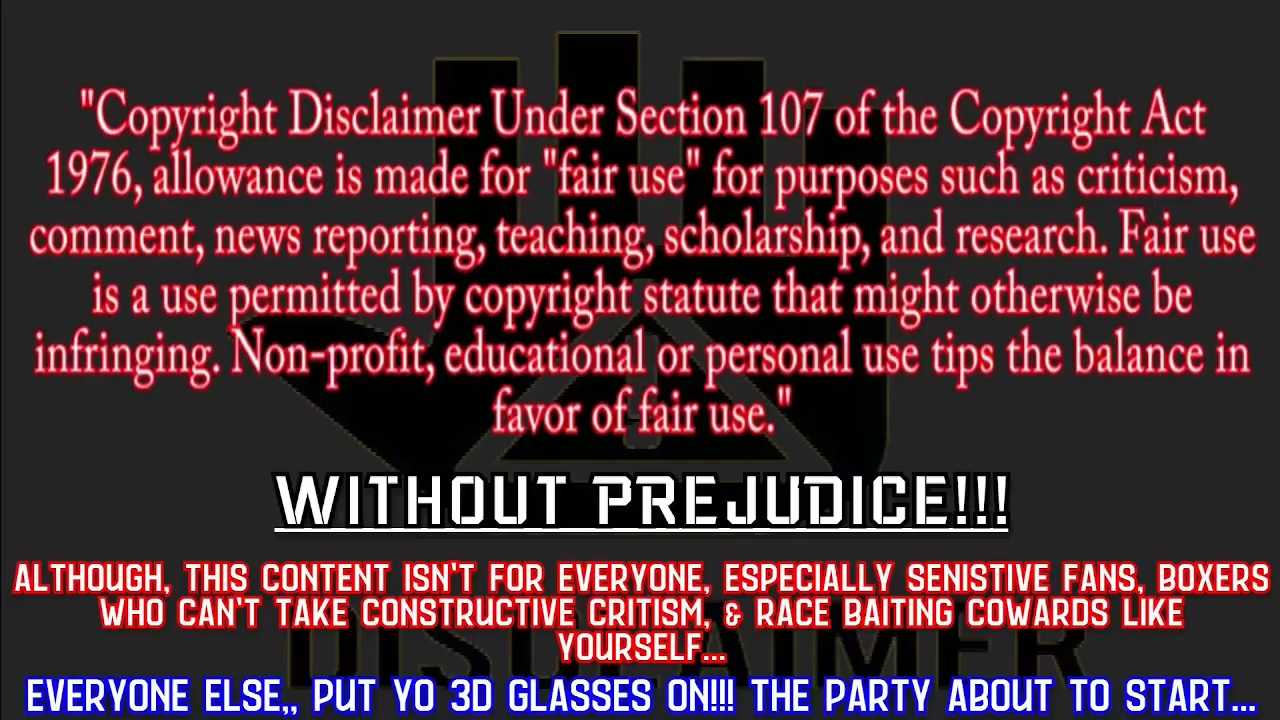 "Copyright Disclaimer Under Section 107 of the Copyright Act
1976, allowance is made for "fair use" for purposes such as criticism,
comment, news reporting, teaching, scholarship, and research. Fair use
is a use permitted by copyright statute that might otherwise be
infringing. Non-profit, educational or personal use tips the balance in
favor of fair use."
WITHOUT PREJUDICE!!!
ALTHOUGH, THIS CONTENT ISN'T FOR EVERYONE, ESPECIALLY SENISTIVE FANS, BOXERS
WHO CAN'T TAKE CONSTRUCTIVE CRITISM, & RACE BAITING COWARDS LIKE
YOURSELF...
DISCLAIMER
EVERYONE ELSE,, PUT YO 3D GLASSES ON!!! THE PARTY ABOUT TO START...